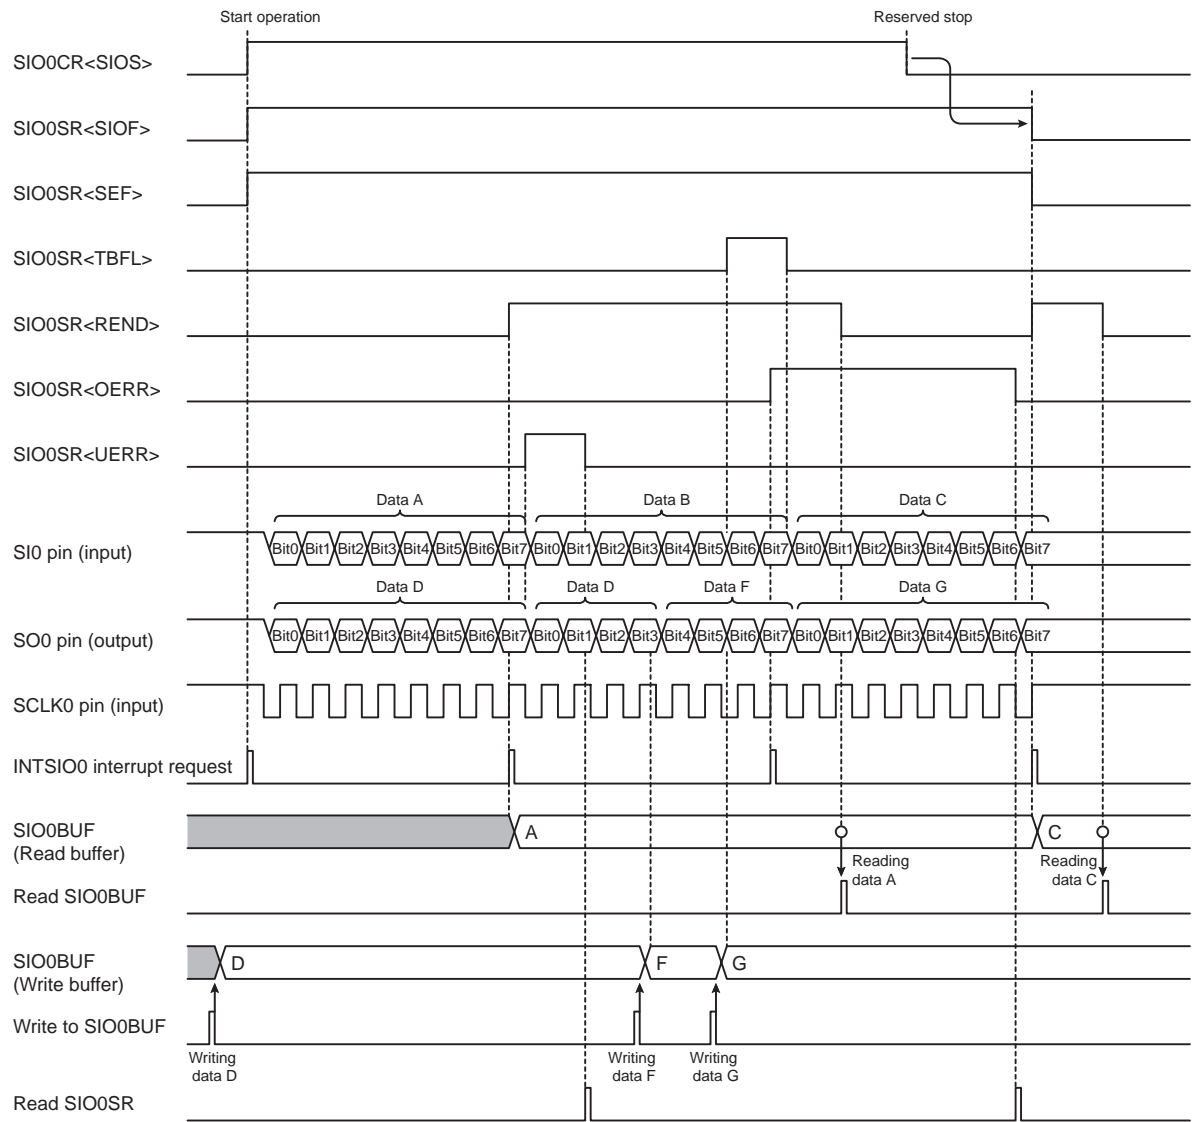 Start operation Reserved stop
SIO0CR<SIOS>
SIO0SR<SIOF>
SIO0SR<SEF>
SIO0SR<TBFL>
SIO0SR<REND>
SIO0SR<OERR>
SIO0SR<UERR>
Data A Data B Data C
SI0 pin (input) Bit0 Bit1 Bit2 Bit3 Bit4 Bit5 Bit6 Bit7 Bit0 Bit1 Bit2 Bit3 Bit4 Bit5 Bit6 Bit7 Bit0 Bit1 Bit2 Bit3 Bit4 Bit5 Bit6 Bit7
Data D Data D Data F Data G
SO0 pin (output) Bit0 Bit1 Bit2 Bit3 Bit4 Bit5 Bit6 Bit7 Bit0 Bit1 Bit2 Bit3 Bit4 Bit5 Bit6 Bit7 Bit0 Bit1 Bit2 Bit3 Bit4 Bit5 Bit6 Bit7
SCLK0 pin (input)
INTSIO0 interrupt request
SIO0BUF A C
(Read buffer)
Reading Reading
data A data C
Read SIO0BUF
SIO0BUF D F G
(Write buffer)
Write to SIO0BUF
Writing Writing Writing
data D data F data G
Read SIO0SR